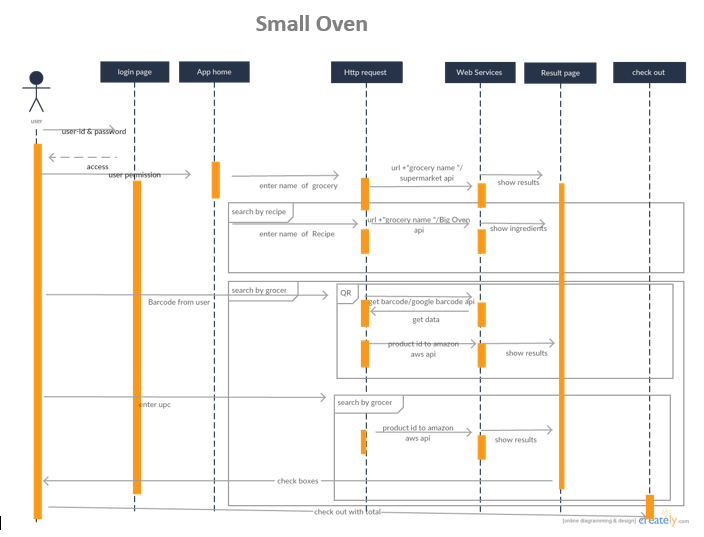 Small Oven
login page
App home
Http request
Web Services
Result page
check out
user
user-id & password
access
user permission
enter name of grocery
url +"grocery name "/
supermarket api
show results
search by recipe
enter name of Recipe
url +"grocery name "/Big Oven
api
show ingredients
search by grocer
QR
Barcode from user
get barcode/google barcode api
get data
product id to amazon
aws api
show results
enter upc
search by grocer
product id to amazon
aws api
show results
check boxes
check out with total
[online diagramming & design] creately.com